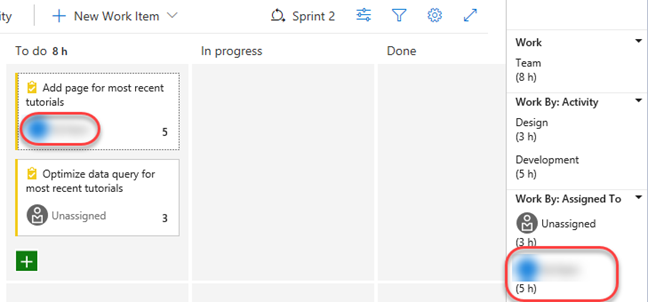 ity
New Work Item
Sprint 2
To do 8 h
In progress
Done
Add page for most recent
tutorials
5
Optimize data query for
most recent tutorials
Unassigned
3
Work
Team
(8 h)
Work By: Activity
Design
(3 h)
Development
(5 h)
Work By: Assigned To
Unassigned
(3 h)
(5 h)